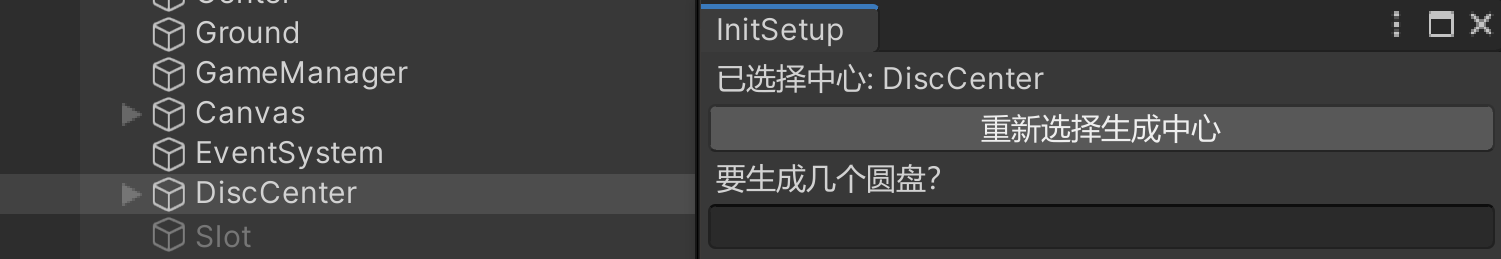 Center
Ground
GameManager
Canvas
EventSystem
DiscCenter
Slot
InitSetup
已选择中心: DiscCenter
重新选择生成中心
要生成几个圆盘?